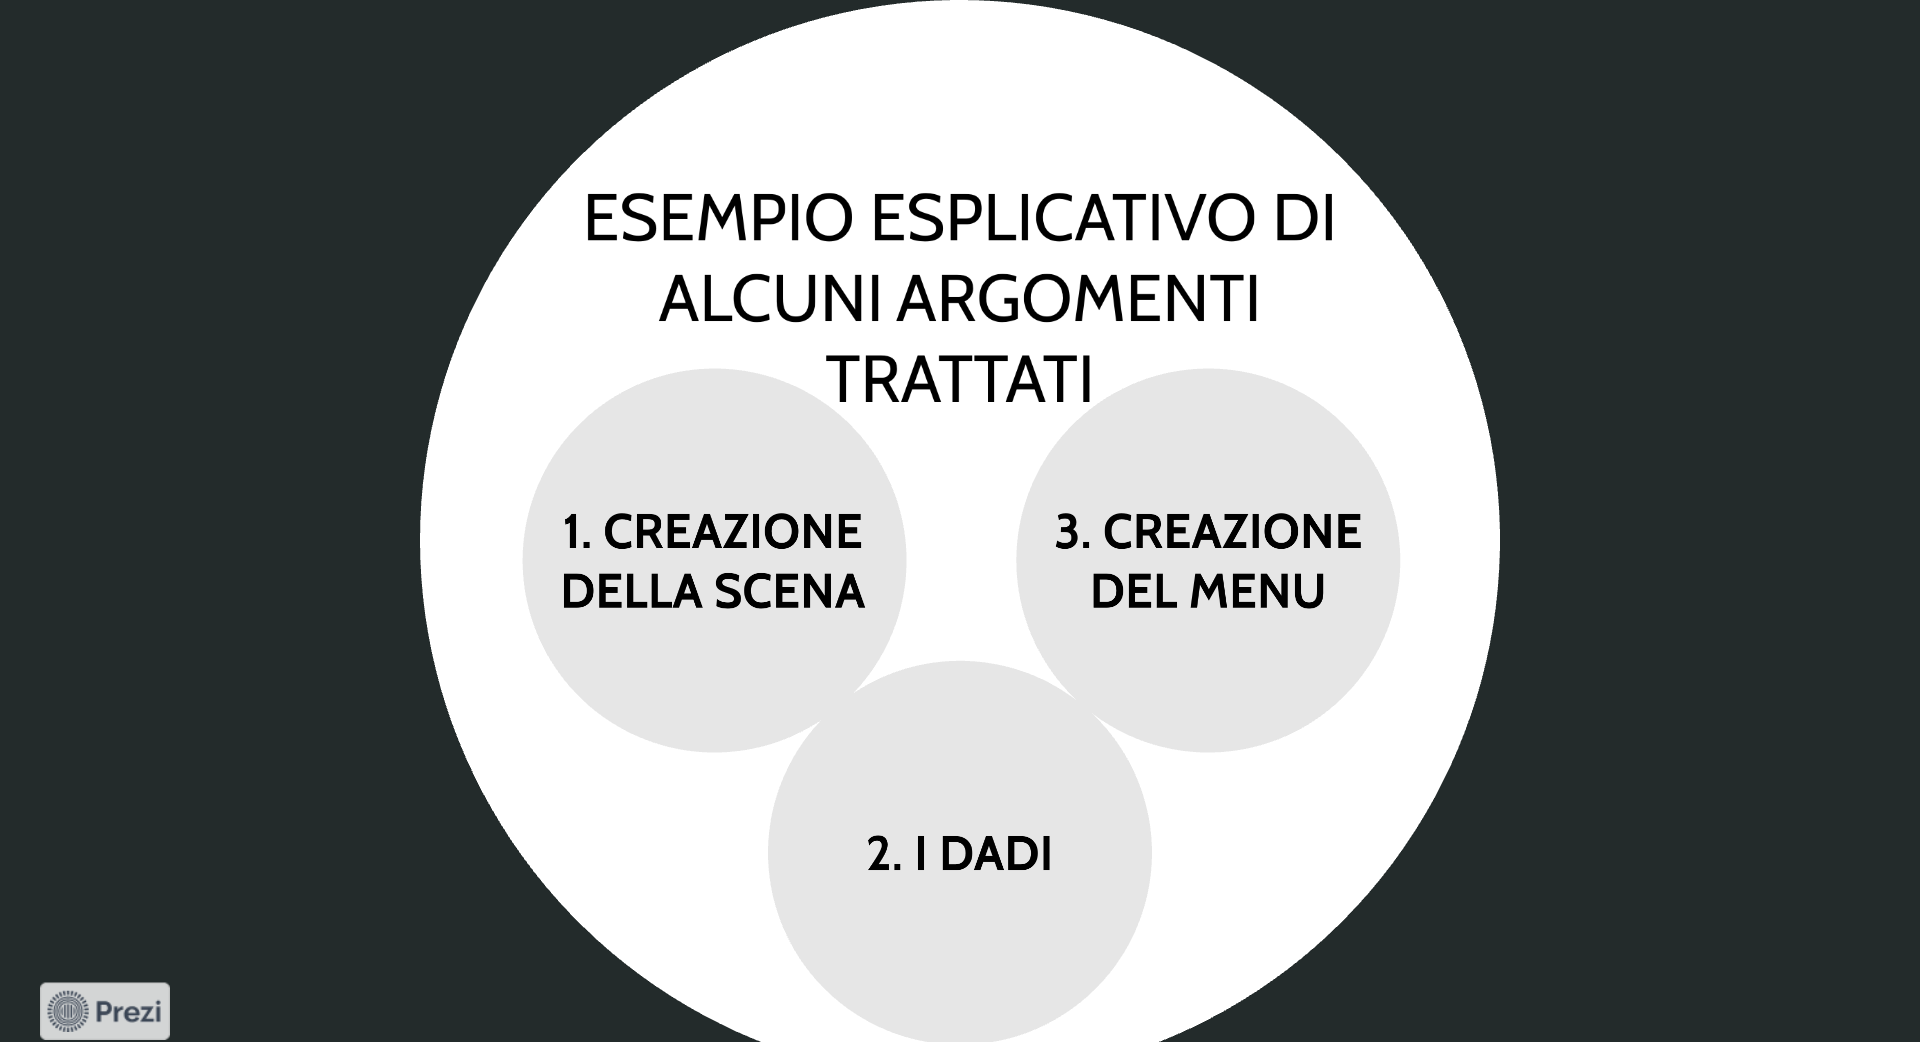 ESEMPIO ESPLICATIVO DI
ALCUNI ARGOMENTI
TRATTATI
1. CREAZIONE
DELLA SCENA
3. CREAZIONE
DEL MENU
2. I DADI
Prezi